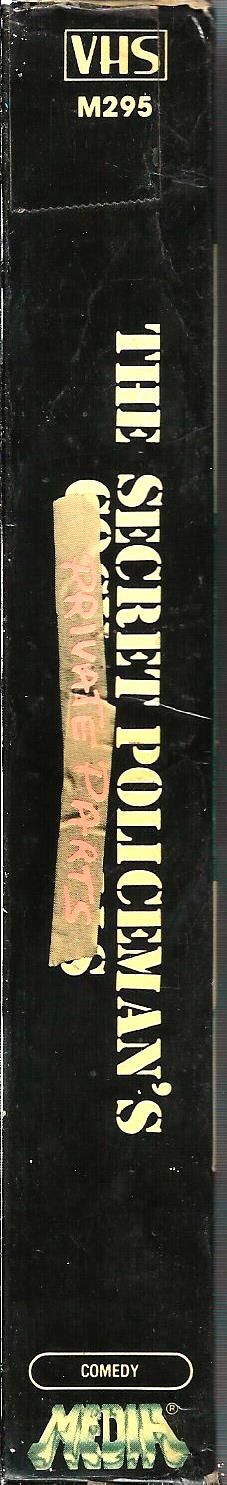 VHS
M295
THE SECRET POLICEMAN'S
PRIVATE PARTS
COMEDY
MEDIA®